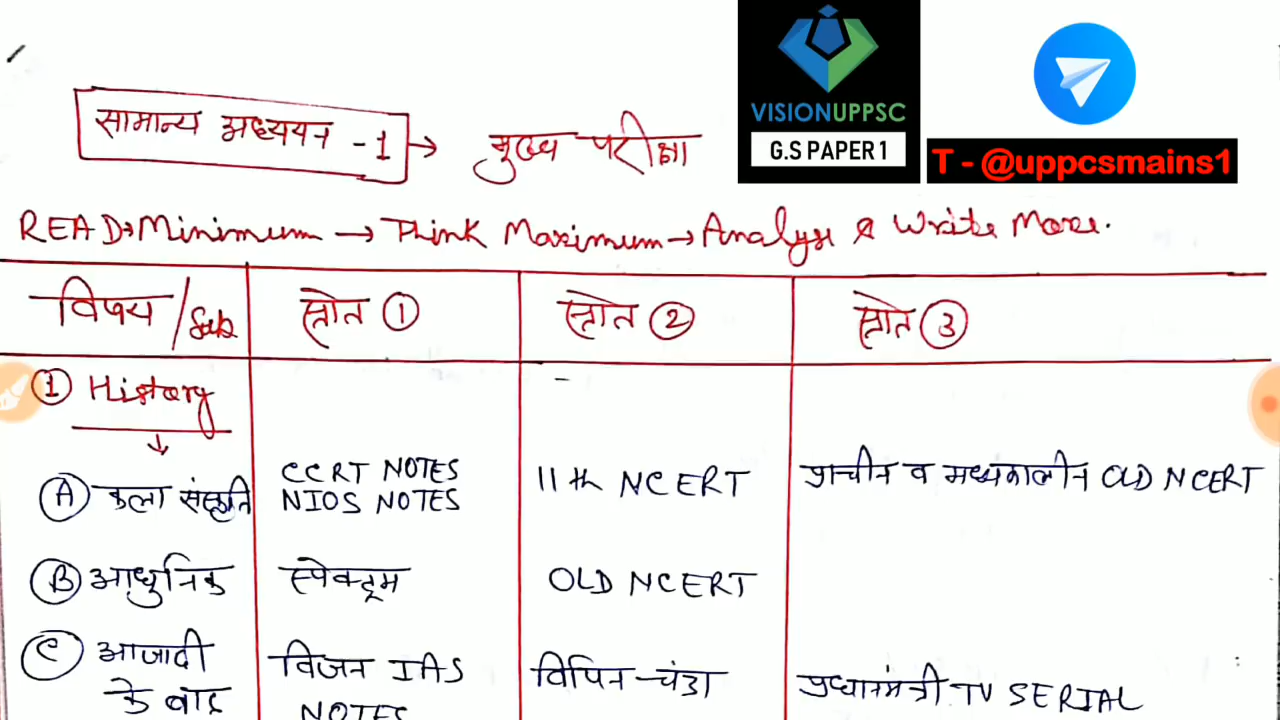 VISIONUPPSC
G.S PAPER 1
T - @uppcsmains1
सामान्य अध्ययन - 1 → मुख्य परीक्षा
READ→Minimum → Think Maximum → Analyse & Write More.
विषय/Sub स्त्रोत ① स्त्रोत ② स्त्रोत ③
① History
Ⓐ कला संस्कृति CCRT NOTES NIOS NOTES 11th NCERT प्राचीन व मध्यकालीन OLD NCERT
Ⓑ आधुनिक स्पेक्ट्रम OLD NCERT
Ⓒ आजादी के बाद विजन IAS NOTES विपिन-चंद्रा प्रधानमंत्री TV SERIAL